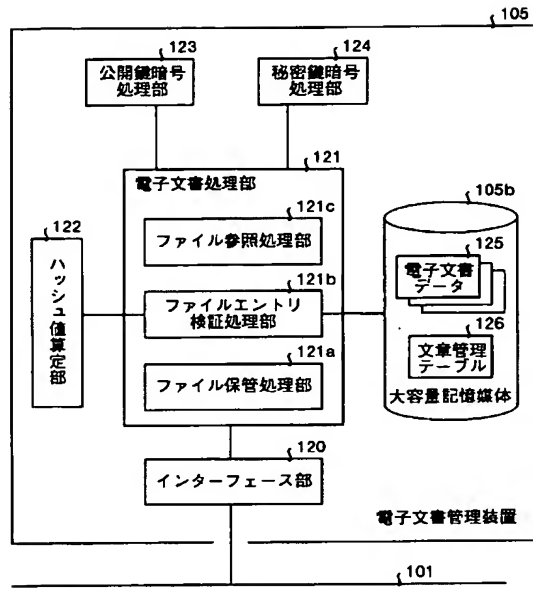 105
123
公開鍵暗号
処理部
124
秘密鍵暗号
処理部
121
電子文書処理部
121c
ファイル参照処理部
121b
ファイルエントリ
検証処理部
121a
ファイル保管処理部
122
ハッシュ値算定部
105b
125
電子文書
データ
126
文章管理
テーブル
大容量記憶媒体
120
インターフェース部
電子文書管理装置
101